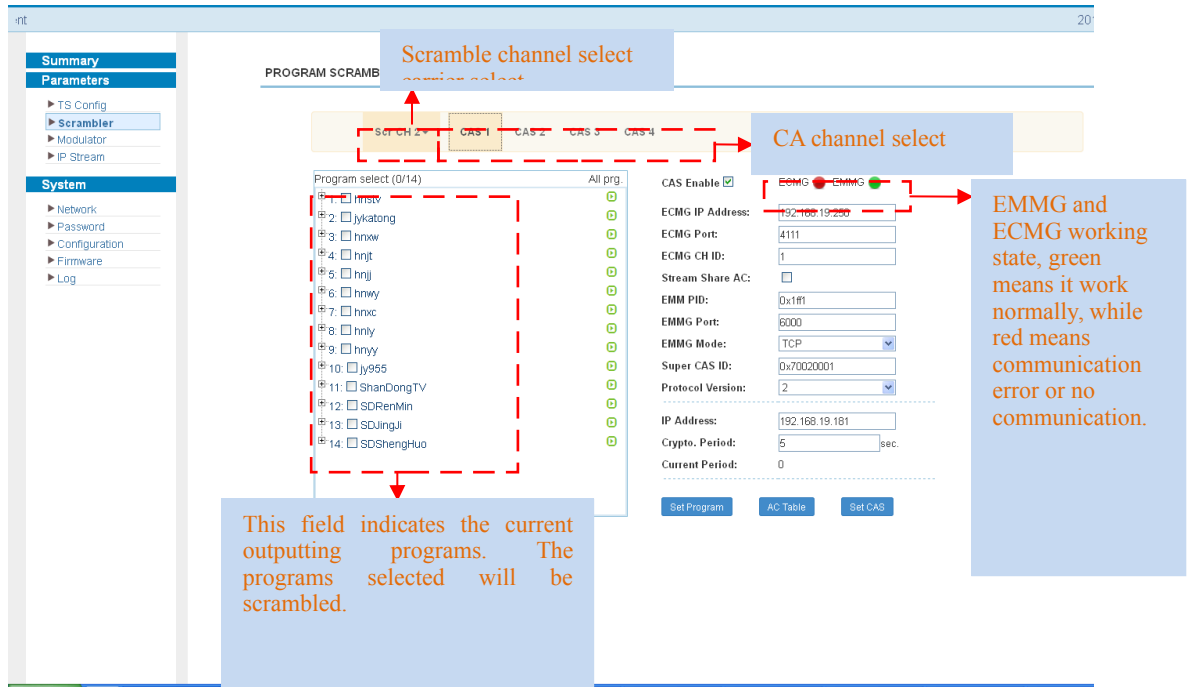 Summary
Parameters
TS Config
Scrambler
Modulator
IP Stream
System
Network
Password
Configuration
Firmware
Log
PROGRAM SCRAMB
Scramble channel select
carrier select
Scr CH 2
CAS 1
CAS 2
CAS 3
CAS 4
CA channel select
Program select (0/14)
All prg.
1: hnstv
2: jykatong
3: hnxw
4: hnjt
5: hnjj
6: hnwy
7: hnxc
8: hnly
9: hnyy
10: jy955
11: ShanDongTV
12: SDRenMin
13: SDJingJi
14: SDShengHuo
CAS Enable
ECMG
EMMG
ECMG IP Address: 192.168.19.250
ECMG Port: 4111
ECMG CH ID: 1
Stream Share AC:
EMM PID: 0x1ff1
EMMG Port: 6000
EMMG Mode: TCP
Super CAS ID: 0x70020001
Protocol Version: 2
IP Address: 192.168.19.181
Crypto. Period: 5 sec.
Current Period: 0
Set Program
AC Table
Set CAS
EMMG and
ECMG working
state, green
means it work
normally, while
red means
communication
error or no
communication.
This field indicates the current
outputting programs. The
programs selected will be
scrambled.